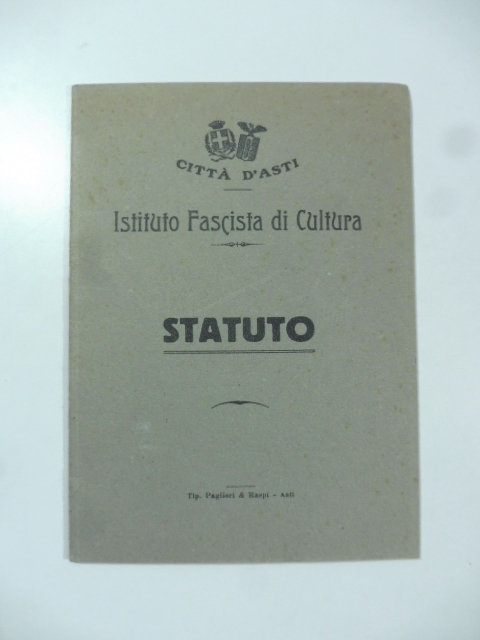 CITTÀ D'ASTI
Istituto Fascista di Cultura
STATUTO
Tip. Paglieri & Raspi - Asti